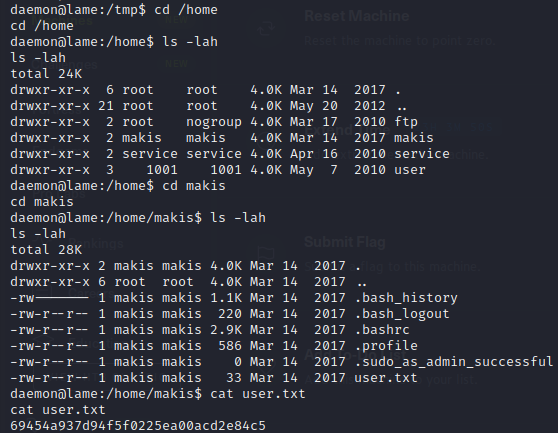 daemon@lame:/tmp$ cd /home
cd /home
daemon@lame:/home$ ls -lah
ls -lah
total 24K
drwxr-xr-x  6 root    root    4.0K Mar 14  2017 .
drwxr-xr-x 21 root    root    4.0K May 20  2012 ..
drwxr-xr-x  2 root    nogroup 4.0K Mar 17  2010 ftp
drwxr-xr-x  2 makis   makis   4.0K Mar 14  2017 makis
drwxr-xr-x  2 service service 4.0K Apr 16  2010 service
drwxr-xr-x  3    1001    1001 4.0K May  7  2010 user
daemon@lame:/home$ cd makis
cd makis
daemon@lame:/home/makis$ ls -lah
ls -lah
total 28K
drwxr-xr-x 2 makis makis 4.0K Mar 14  2017 .
drwxr-xr-x 6 root  root  4.0K Mar 14  2017 ..
-rw------- 1 makis makis 1.1K Mar 14  2017 .bash_history
-rw-r--r-- 1 makis makis  220 Mar 14  2017 .bash_logout
-rw-r--r-- 1 makis makis 2.9K Mar 14  2017 .bashrc
-rw-r--r-- 1 makis makis  586 Mar 14  2017 .profile
-rw-r--r-- 1 makis makis    0 Mar 14  2017 .sudo_as_admin_successful
-rw-r--r-- 1 makis makis   33 Mar 14  2017 user.txt
daemon@lame:/home/makis$ cat user.txt
cat user.txt
69454a937d94f5f0225ea00acd2e84c5
Reset Machine
Submit Flag